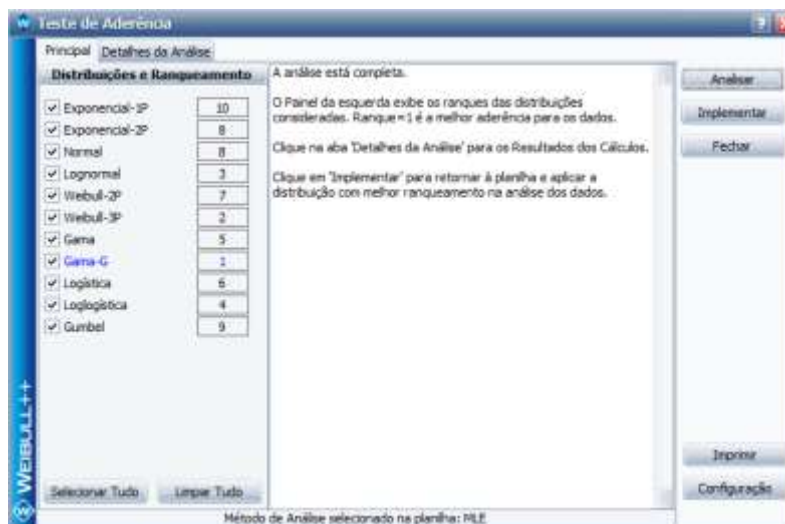 Teste de Aderência
Principal
Detalhes da Análise
Distribuições e Ranqueamento
Exponencial-1P 10
Exponencial-2P 8
Normal 8
Lognormal 3
Weibull-2P 7
Weibull-3P 2
Gama 5
Gama-G 1
Logística 6
Loglogística 4
Gumbel 9
Selecionar Tudo
Limpar Tudo
A análise está completa.
O Painel da esquerda exibe os ranques das distribuições
consideradas. Ranque=1 é a melhor aderência para os dados.
Clique na aba 'Detalhes da Análise' para os Resultados dos Cálculos.
Clique em 'Implementar' para retornar à planilha e aplicar a
distribuição com melhor ranqueamento na análise dos dados.
Analisar
Implementar
Fechar
Imprimir
Configuração
WEIBULL++
Método de Análise selecionado na planilha: MLE